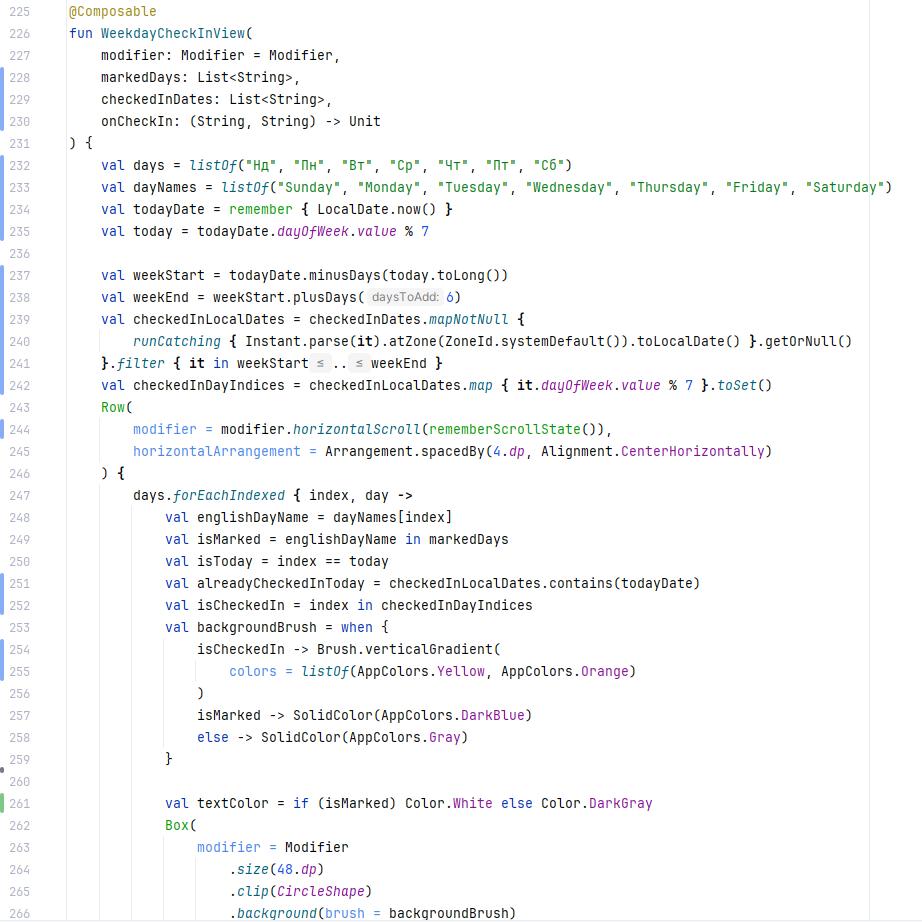 225 @Composable
226 fun WeekdayCheckInView(
227 modifier: Modifier = Modifier,
228 markedDays: List<String>,
229 checkedInDates: List<String>,
230 onCheckIn: (String, String) -> Unit
231 ) {
232 val days = listOf("Нд", "Пн", "Вт", "Ср", "Чт", "Пт", "Сб")
233 val dayNames = listOf("Sunday", "Monday", "Tuesday", "Wednesday", "Thursday", "Friday", "Saturday")
234 val todayDate = remember { LocalDate.now() }
235 val today = todayDate.dayOfWeek.value % 7
236
237 val weekStart = todayDate.minusDays(today.toLong())
238 val weekEnd = weekStart.plusDays( daysToAdd: 6)
239 val checkedInLocalDates = checkedInDates.mapNotNull {
240 runCatching { Instant.parse(it).atZone(ZoneId.systemDefault()).toLocalDate() }.getOrNull()
241 }.filter { it in weekStart ≤ .. ≤ weekEnd }
242 val checkedInDayIndices = checkedInLocalDates.map { it.dayOfWeek.value % 7 }.toSet()
243 Row(
244 modifier = modifier.horizontalScroll(rememberScrollState()),
245 horizontalArrangement = Arrangement.spacedBy(4.dp, Alignment.CenterHorizontally)
246 ) {
247 days.forEachIndexed { index, day ->
248 val englishDayName = dayNames[index]
249 val isMarked = englishDayName in markedDays
250 val isToday = index == today
251 val alreadyCheckedInToday = checkedInLocalDates.contains(todayDate)
252 val isCheckedIn = index in checkedInDayIndices
253 val backgroundBrush = when {
254 isCheckedIn -> Brush.verticalGradient(
255 colors = listOf(AppColors.Yellow, AppColors.Orange)
256 )
257 isMarked -> SolidColor(AppColors.DarkBlue)
258 else -> SolidColor(AppColors.Gray)
259 }
260
261 val textColor = if (isMarked) Color.White else Color.DarkGray
262 Box(
263 modifier = Modifier
264 .size(48.dp)
265 .clip(CircleShape)
266 .background(brush = backgroundBrush)